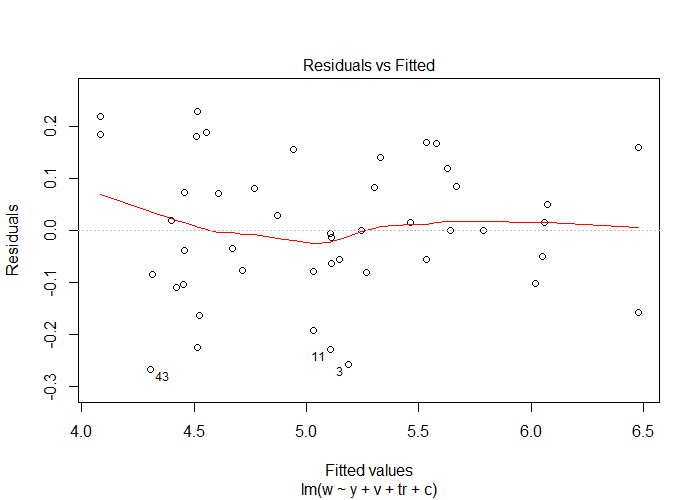 Residuals vs Fitted
Residuals
0.2
0.1
0.0
-0.1
-0.2
-0.3
11
3
43
4.0 4.5 5.0 5.5 6.0 6.5
Fitted values
lm(w ~ y + v + tr + c)